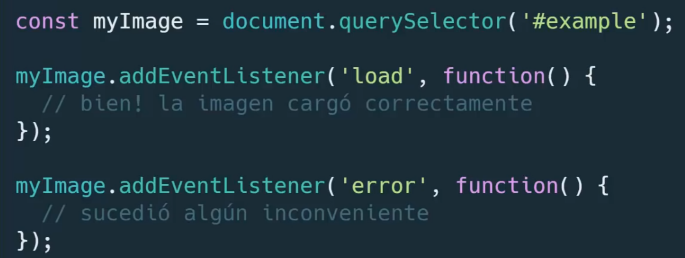 const myImage = document.querySelector('#example');
myImage.addEventListener('load', function() {
// bien! la imagen cargó correctamente
});
myImage.addEventListener('error', function() {
// sucedió algún inconveniente
});